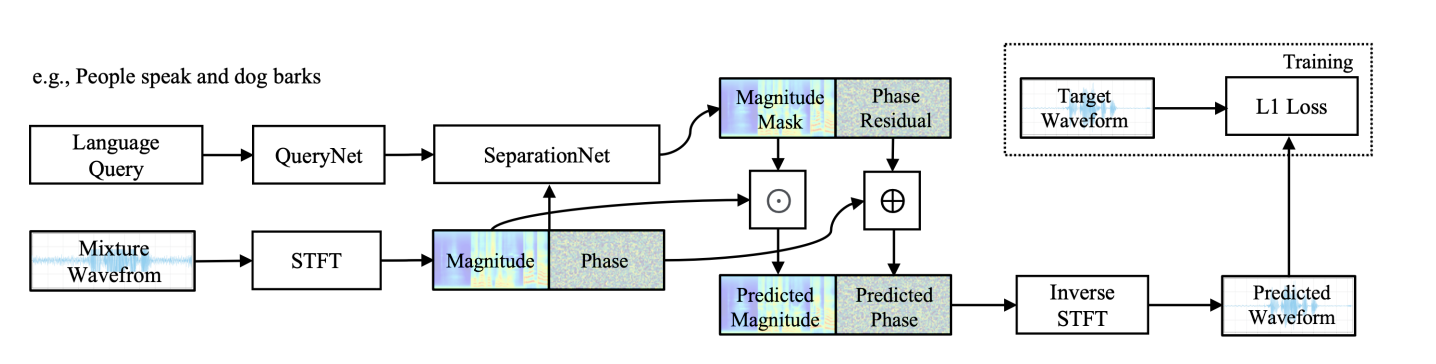 e.g., People speak and dog barks
Language
Query
QueryNet
SeparationNet
Magnitude
Mask
Phase
Residual
Training
Target
Waveform
L1 Loss
⊙
⊕
Mixture
Wavefrom
STFT
Magnitude
Phase
Predicted
Magnitude
Predicted
Phase
Inverse
STFT
Predicted
Waveform